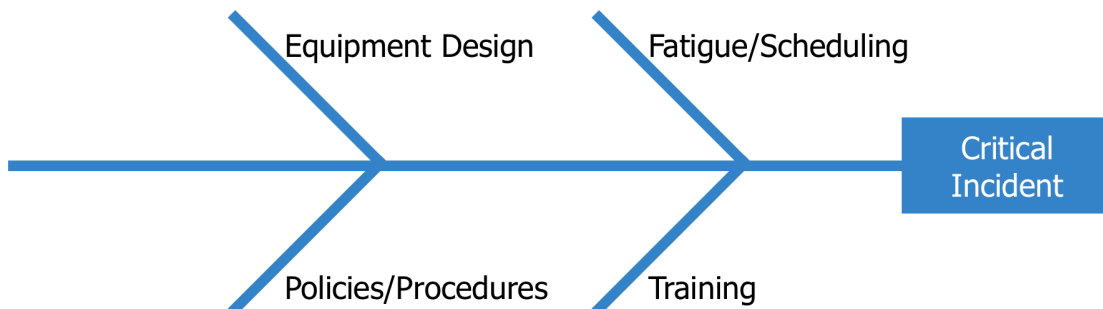 Equipment Design
Fatigue/Scheduling
Critical
Incident
Policies/Procedures
Training